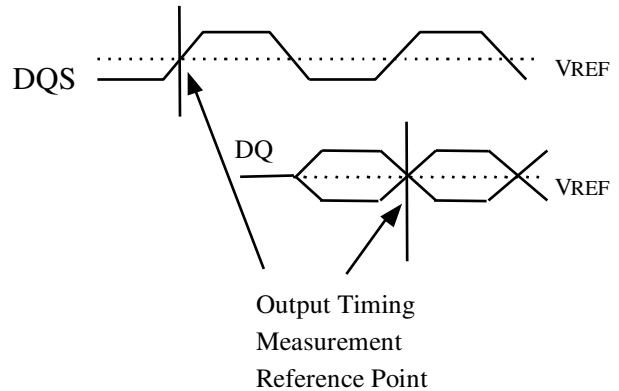 DQS
VREF
DQ
VREF
Output Timing
Measurement
Reference Point